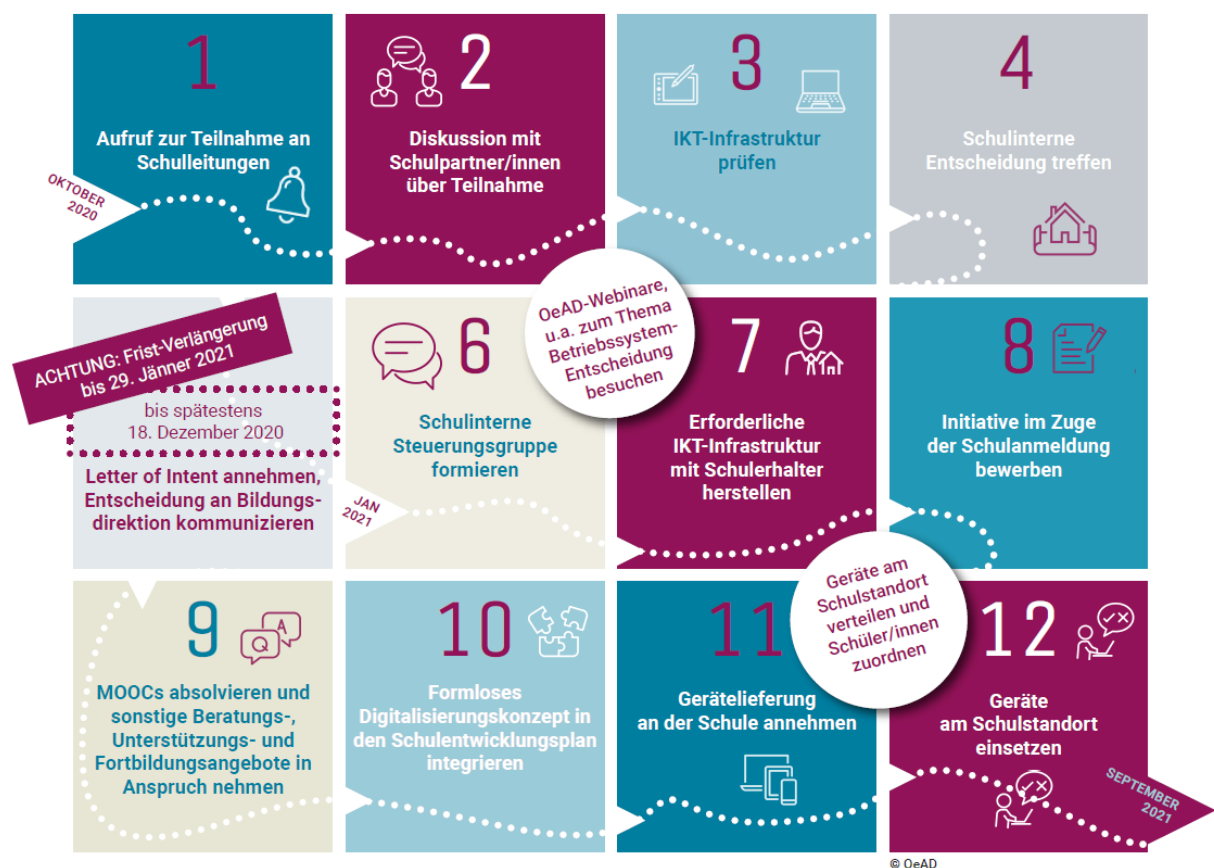 1
Aufruf zur Teilnahme an
Schulleitungen
OKTOBER
2020
2
Diskussion mit
Schulpartner/innen
über Teilnahme
3
IKT-Infrastruktur
prüfen
4
Schulinterne
Entscheidung treffen
ACHTUNG: Frist-Verlängerung
bis 29. Jänner 2021
bis spätestens
18. Dezember 2020
Letter of Intent annehmen,
Entscheidung an Bildungs-
direktion kommunizieren
JAN
2021
6
Schulinterne
Steuerungsgruppe
formieren
OeAD-Webinare,
u.a. zum Thema
Betriebssystem-
Entscheidung
besuchen
7
Erforderliche
IKT-Infrastruktur
mit Schulerhalter
herstellen
8
Initiative im Zuge
der Schulanmeldung
bewerben
9
Q
A
MOOCs absolvieren und
sonstige Beratungs-,
Unterstützungs- und
Fortbildungsangebote in
Anspruch nehmen
10
Formloses
Digitalisierungskonzept in
den Schulentwicklungsplan
integrieren
11
Gerätelieferung
an der Schule annehmen
Geräte am
Schulstandort
verteilen und
Schüler/innen
zuordnen
12
Geräte
am Schulstandort
einsetzen
SEPTEMBER
2021
© OeAD